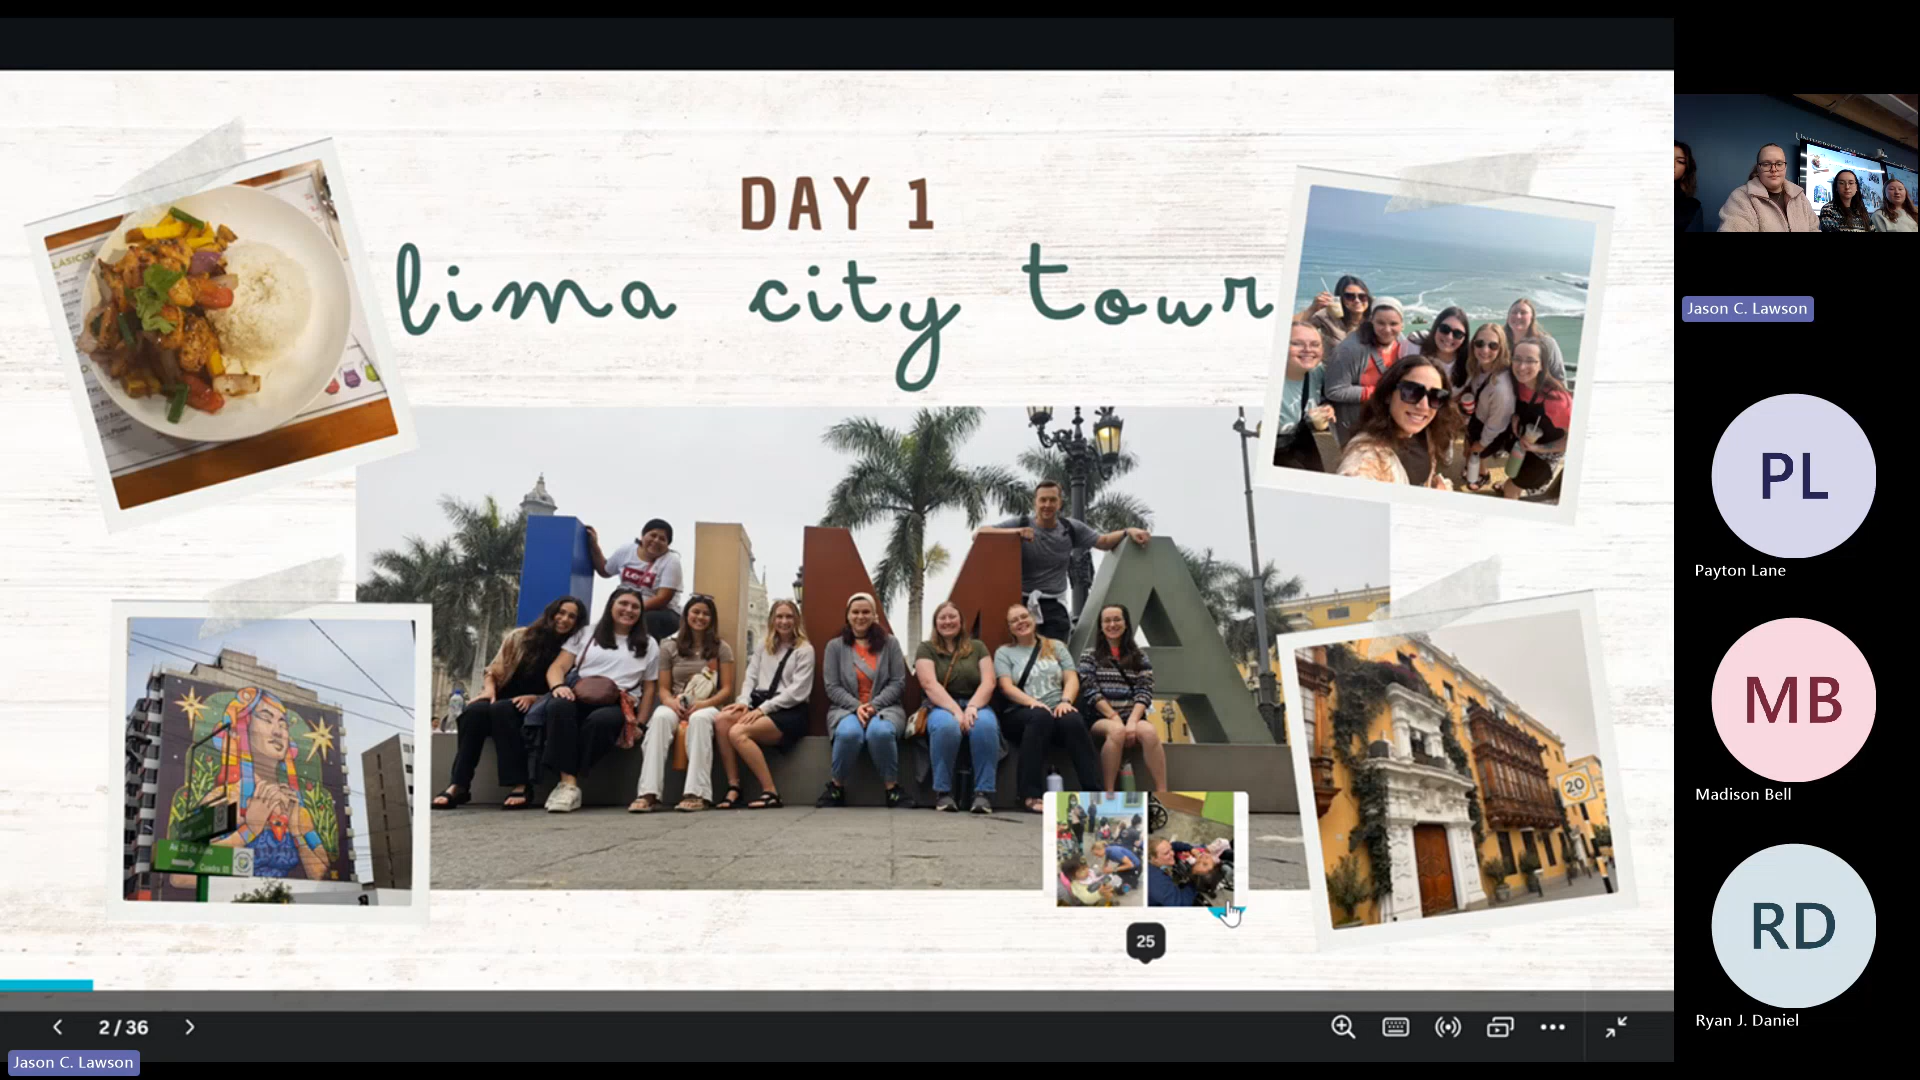 DAY 1
lima city tour
LIMA
20
25
2 / 36
Jason C. Lawson
Jason C. Lawson
PL
Payton Lane
MB
Madison Bell
RD
Ryan J. Daniel